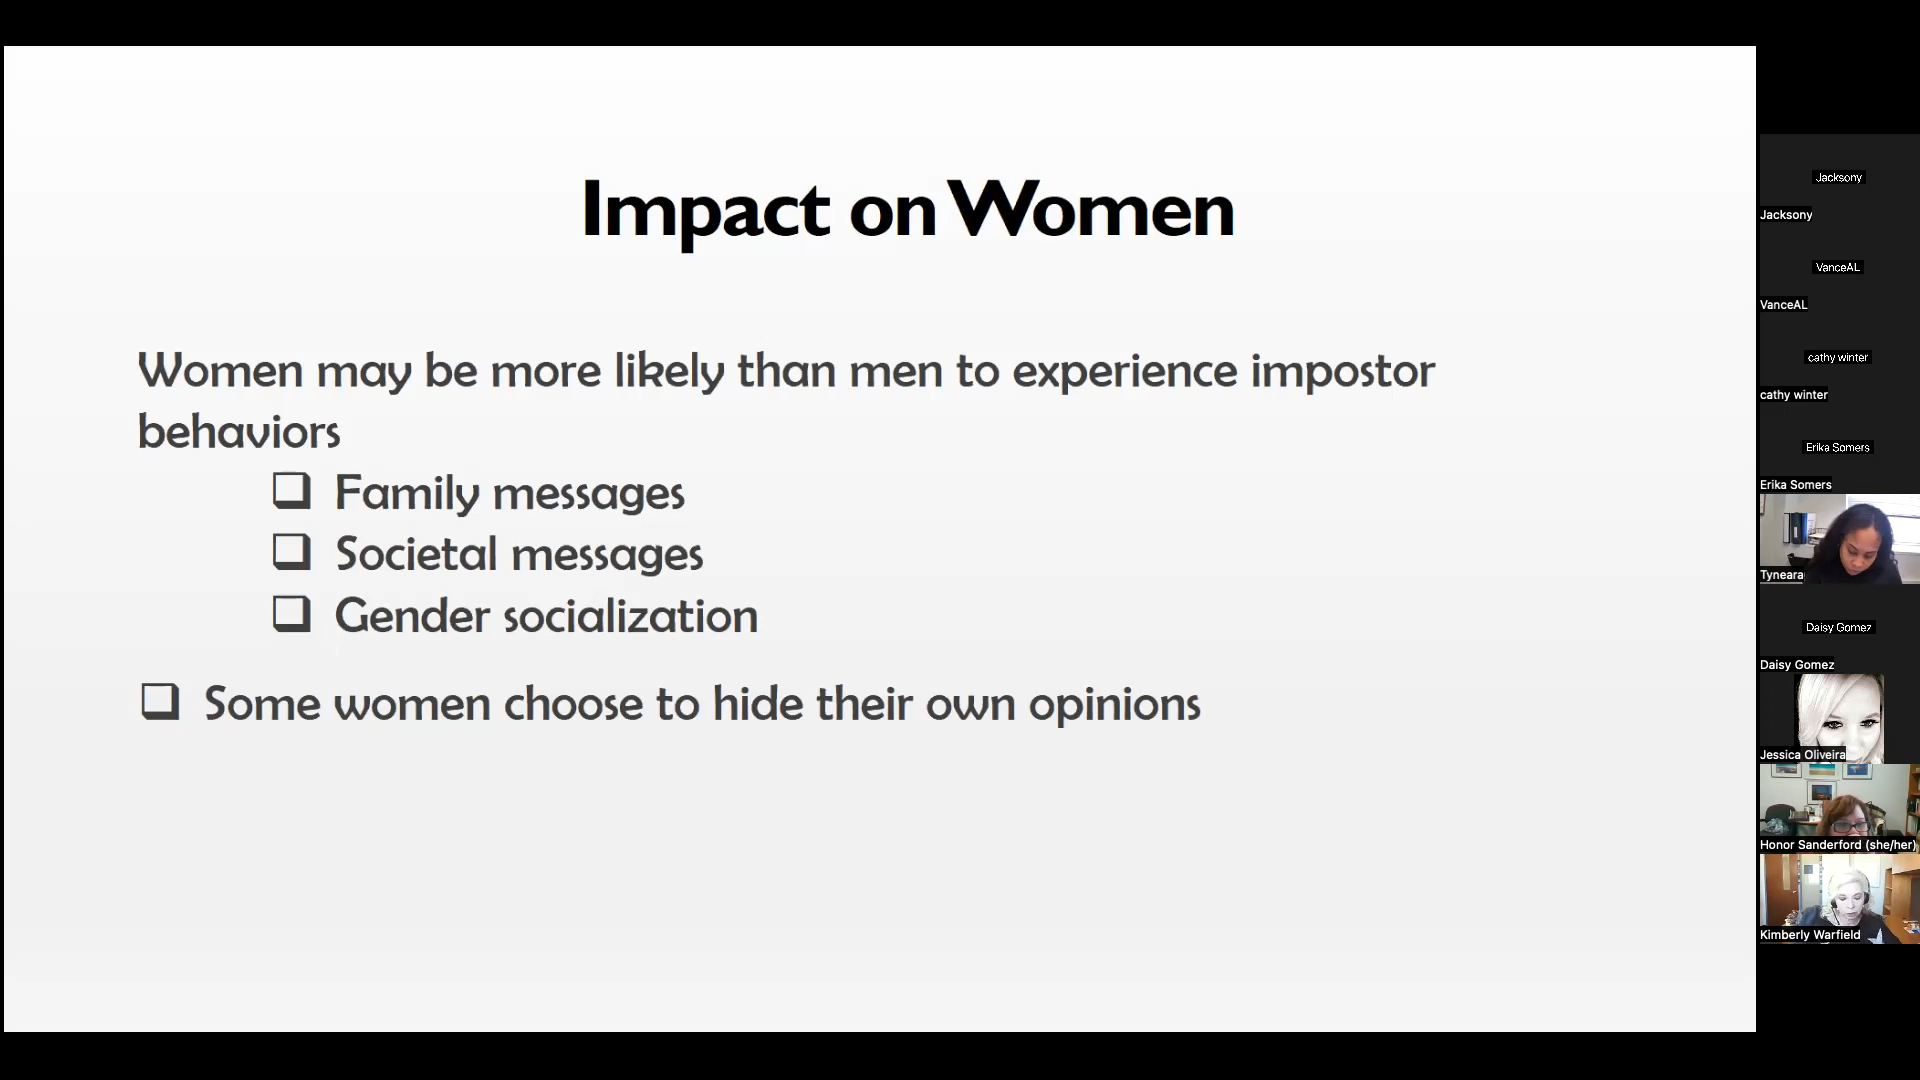 Impact on Women
Women may be more likely than men to experience impostor
behaviors
❑ Family messages
❑ Societal messages
❑ Gender socialization
❑ Some women choose to hide their own opinions
Jacksony
Jacksony
VanceAL
VanceAL
cathy winter
cathy winter
Erika Somers
Erika Somers
Tyneara
Daisy Gomez
Daisy Gomez
Jessica Oliveira
Honor Sanderford (she/her)
Kimberly Warfield